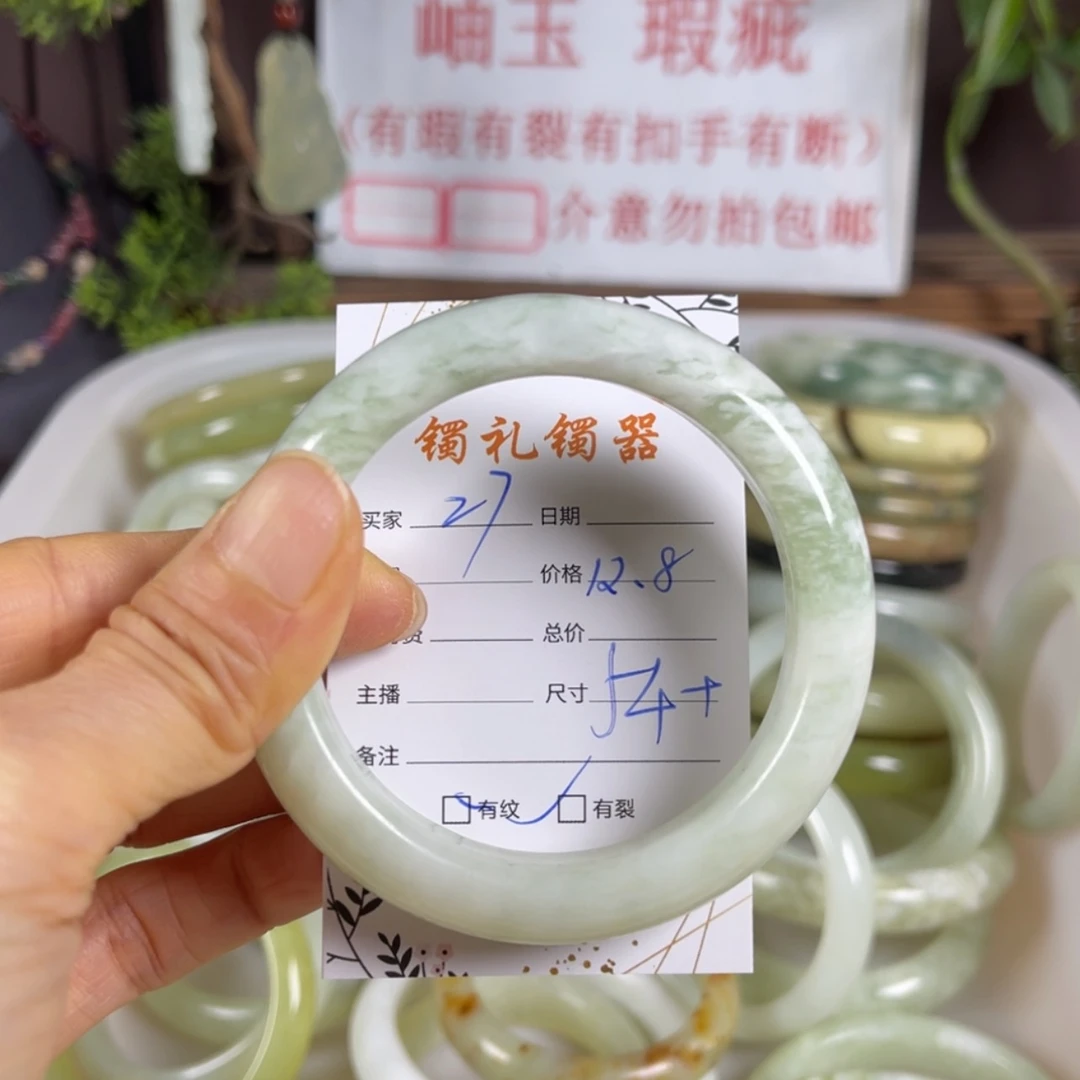 岫玉 瑕疵
（有瑕有裂有扣手有断）
介意勿拍包邮
镯礼镯器
买家 27 日期
价格 12.8
费 总价
主播 尺寸 54+
备注
有纹 有裂